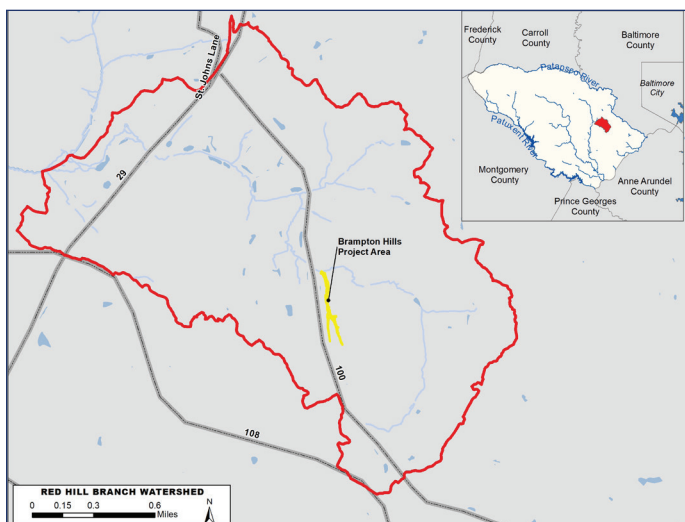 Frederick
County
Carroll
County
Baltimore
County
Patapsco River
Baltimore
City
Patuxent River
Montgomery
County
Anne Arundel
County
Prince Georges
County
St Johns Lane
29
Brampton Hills
Project Area
100
108
RED HILL BRANCH WATERSHED
0 0.15 0.3 0.6
Miles
N